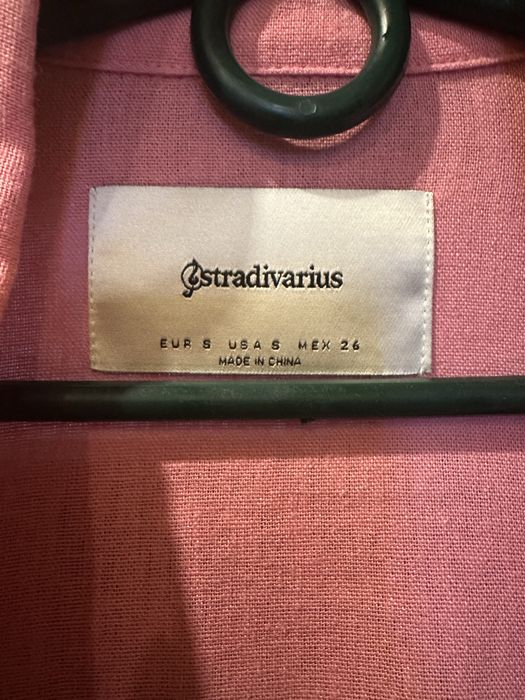 stradivarius
EUR S USA S MEX 26
MADE IN CHINA